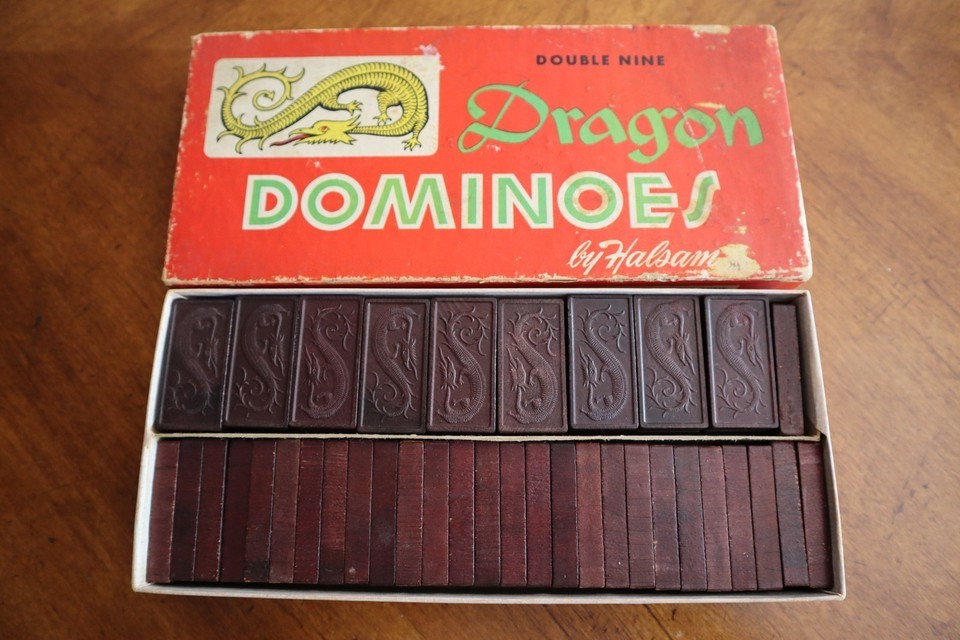 DOUBLE NINE
Dragon
DOMINOES
by Halsam